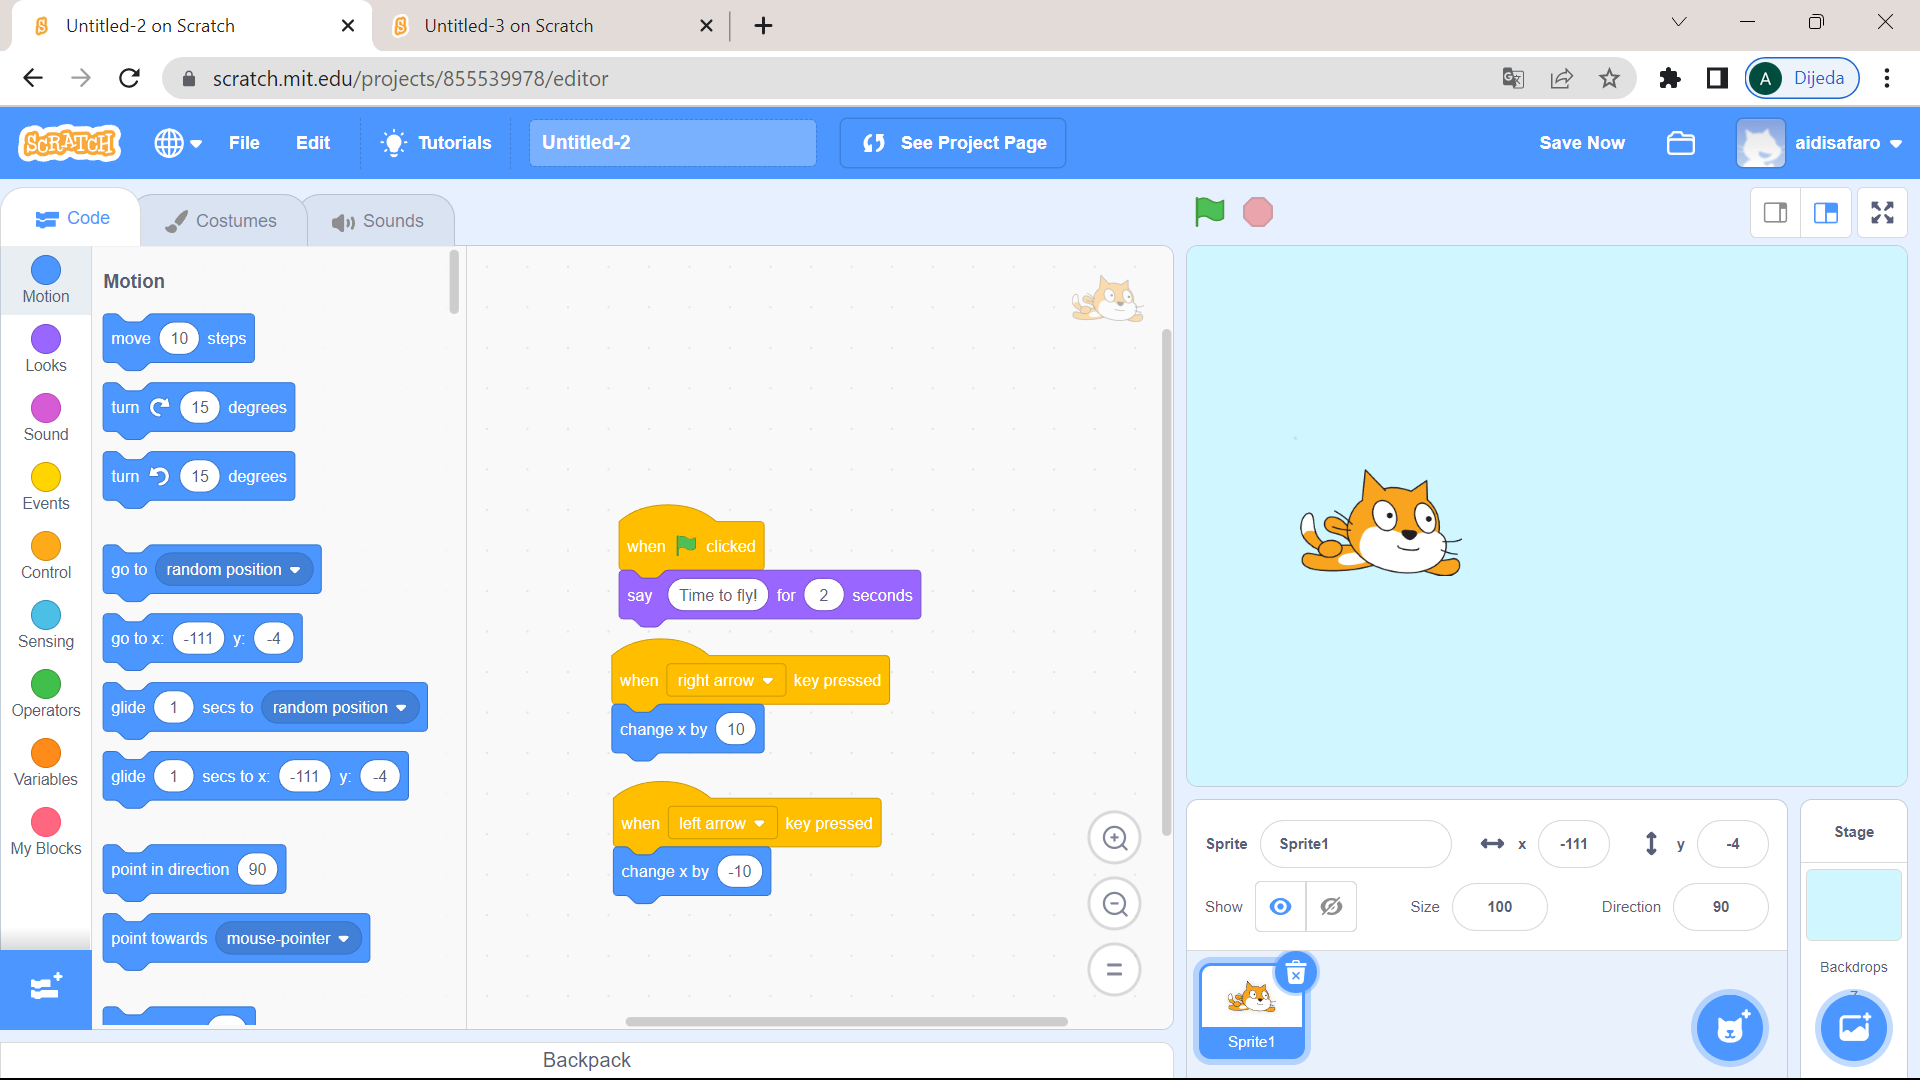 Untitled-2 on Scratch
Untitled-3 on Scratch
scratch.mit.edu/projects/855539978/editor
A Dijeda
SCRATCH
File
Edit
Tutorials
Untitled-2
See Project Page
Save Now
aidisafaro
Code
Costumes
Sounds
Motion
Looks
Sound
Events
Control
Sensing
Operators
Variables
My Blocks
Motion
move 10 steps
turn 15 degrees
turn 15 degrees
go to random position
go to x: -111 y: -4
glide 1 secs to random position
glide 1 secs to x: -111 y: -4
point in direction 90
point towards mouse-pointer
when clicked
say Time to fly! for 2 seconds
when right arrow key pressed
change x by 10
when left arrow key pressed
change x by -10
Backpack
Sprite Sprite1 x -111 y -4
Show Size 100 Direction 90
Sprite1
Stage
Backdrops